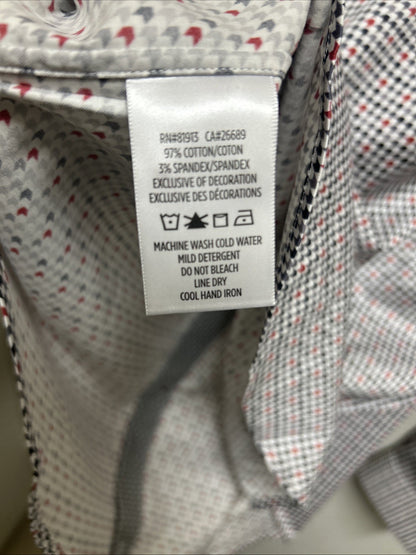 RN#81913 CA#26689
97% COTTON/COTON
3% SPANDEX/SPANDEX
EXCLUSIVE OF DECORATION
EXCLUSIVE DES DÉCORATIONS
MACHINE WASH COLD WATER
MILD DETERGENT
DO NOT BLEACH
LINE DRY
COOL HAND IRON